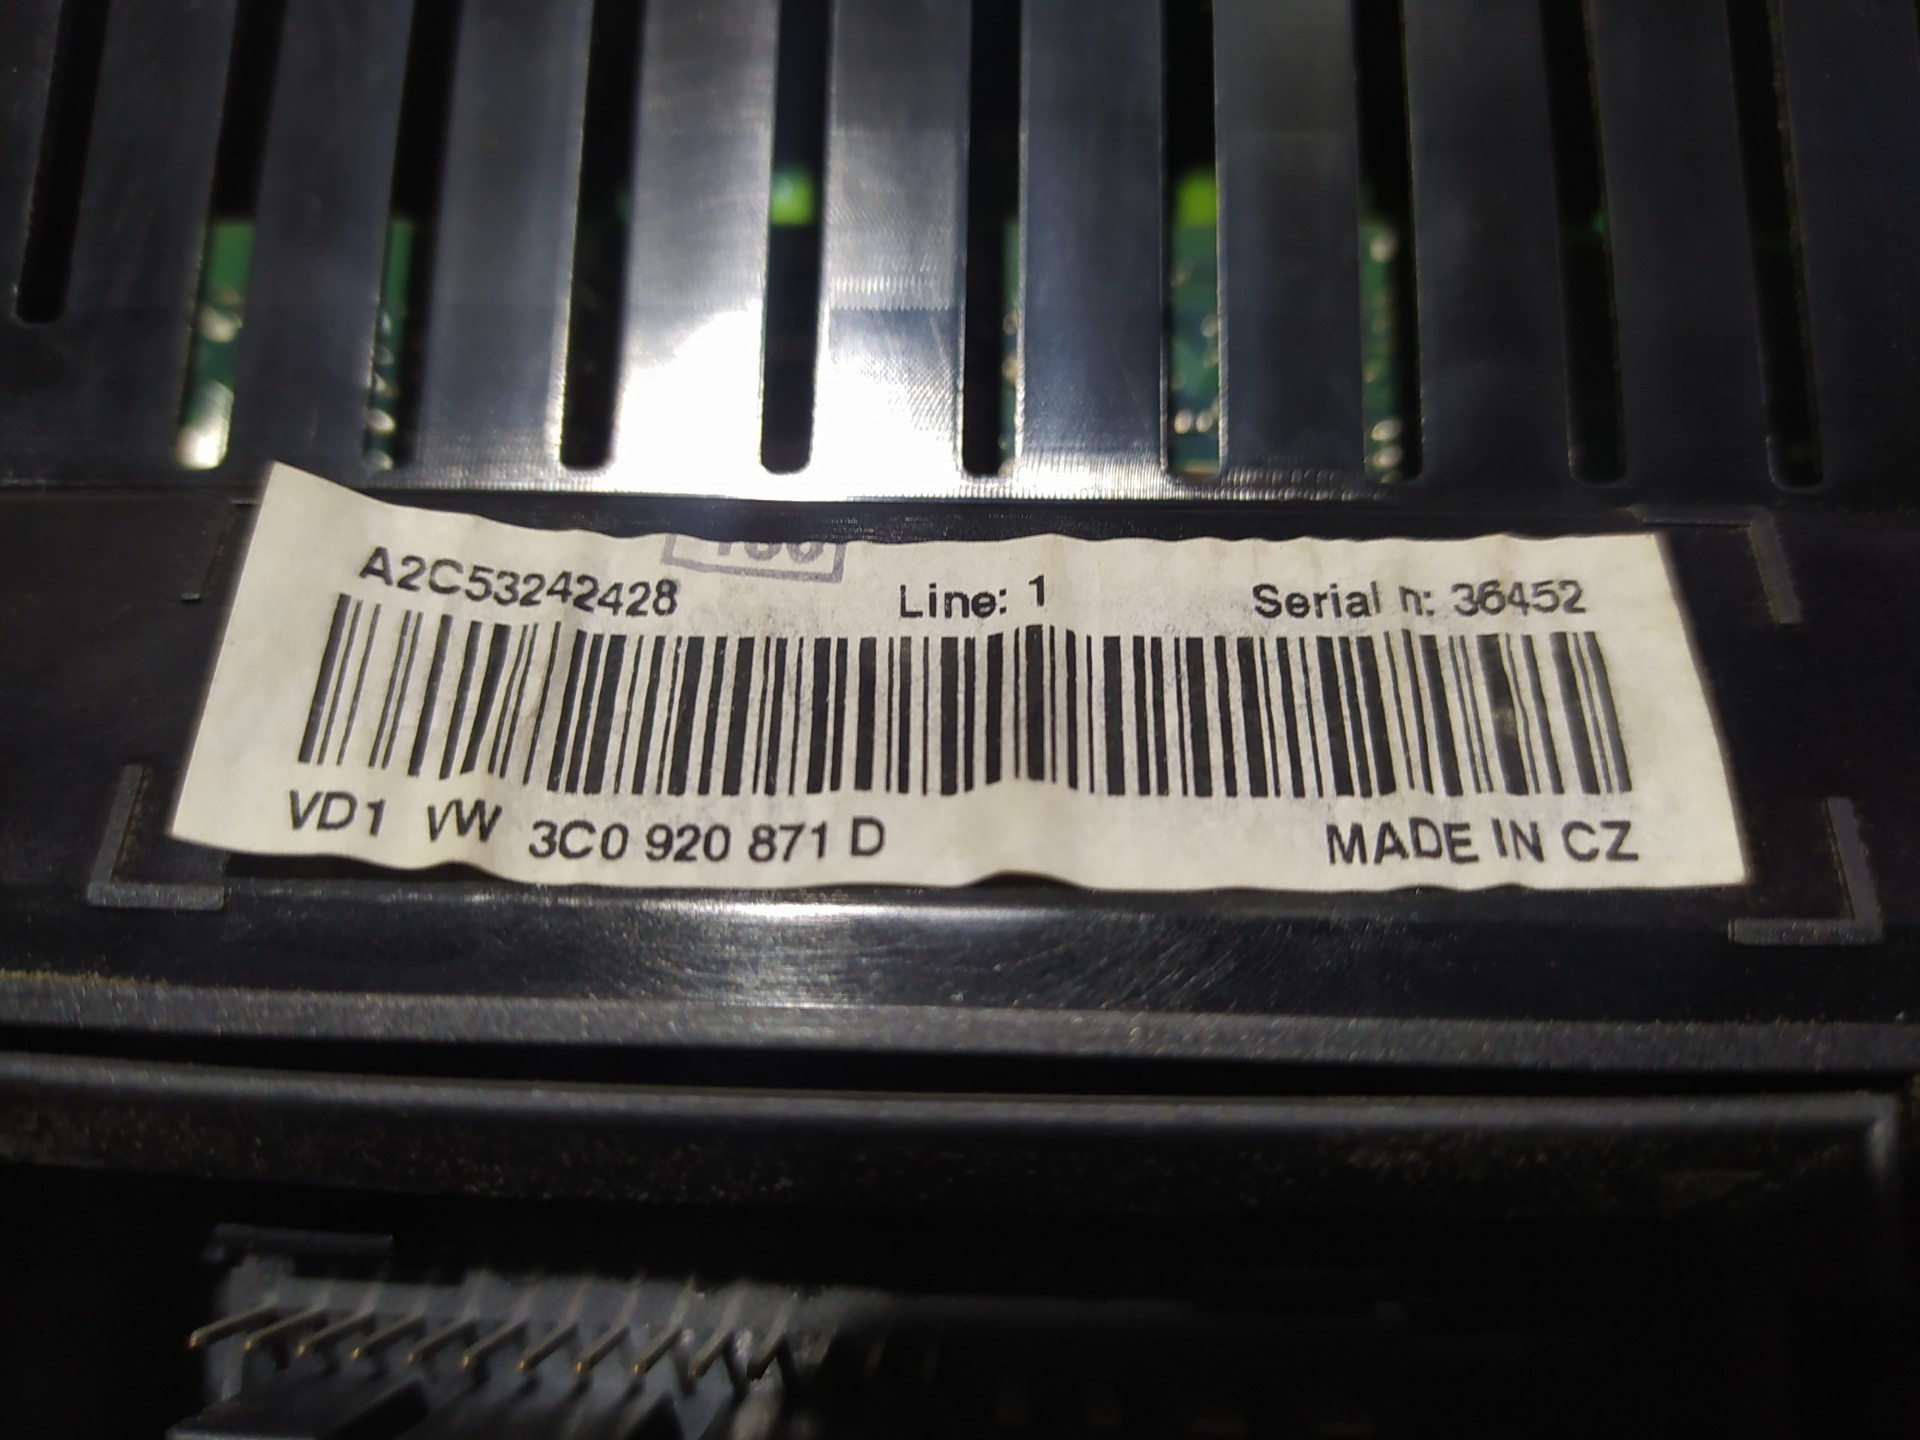 A2C53242428 Line: 1 Serial n: 36452
VD1 VW 3C0 920 871 D MADE IN CZ